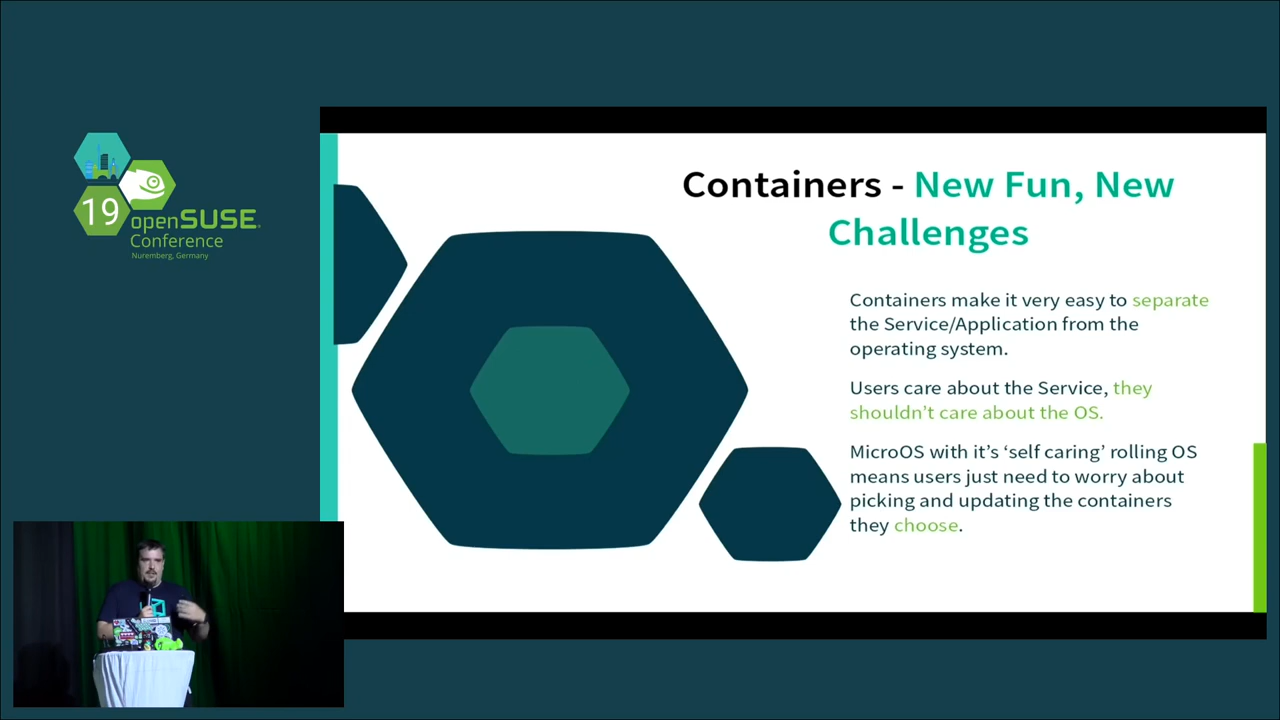 19
openSUSE
Conference
Nuremberg, Germany
Containers - New Fun, New
Challenges
Containers make it very easy to separate
the Service/Application from the
operating system.
Users care about the Service, they
shouldn't care about the OS.
MicroOS with it's ‘self caring’ rolling OS
means users just need to worry about
picking and updating the containers
they choose.